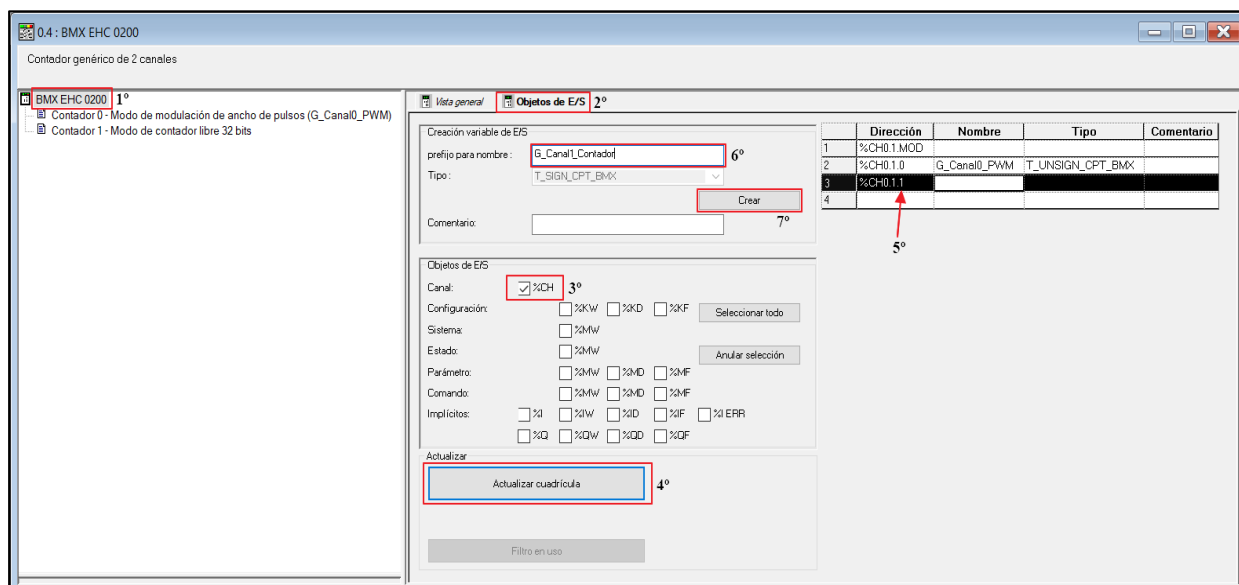 0.4 : BMX EHC 0200
Contador genérico de 2 canales
BMX EHC 0200 1º
Contador 0 - Modo de modulación de ancho de pulsos (G_Canal0_PWM)
Contador 1 - Modo de contador libre 32 bits
Vista general Objetos de E/S 2º
Creación variable de E/S
prefijo para nombre : G_Canal1_Contador 6º
Tipo : T_SIGN_CPT_BMX
Crear
7º
Comentario:
Objetos de E/S
Canal: %CH 3º
Configuración: %KW %KD %KF Seleccionar todo
Sistema: %MW
Estado: %MW Anular selección
Parámetro: %MW %MD %MF
Comando: %MW %MD %MF
Implícitos: %I %IW %ID %IF %I ERR
%Q %QW %QD %QF
Actualizar
Actualizar cuadrícula 4º
Filtro en uso
Dirección Nombre Tipo Comentario
1 %CH0.1.MOD
2 %CH0.1.0 G_Canal0_PWM T_UNSIGN_CPT_BMX
3 %CH0.1.1
4
5º